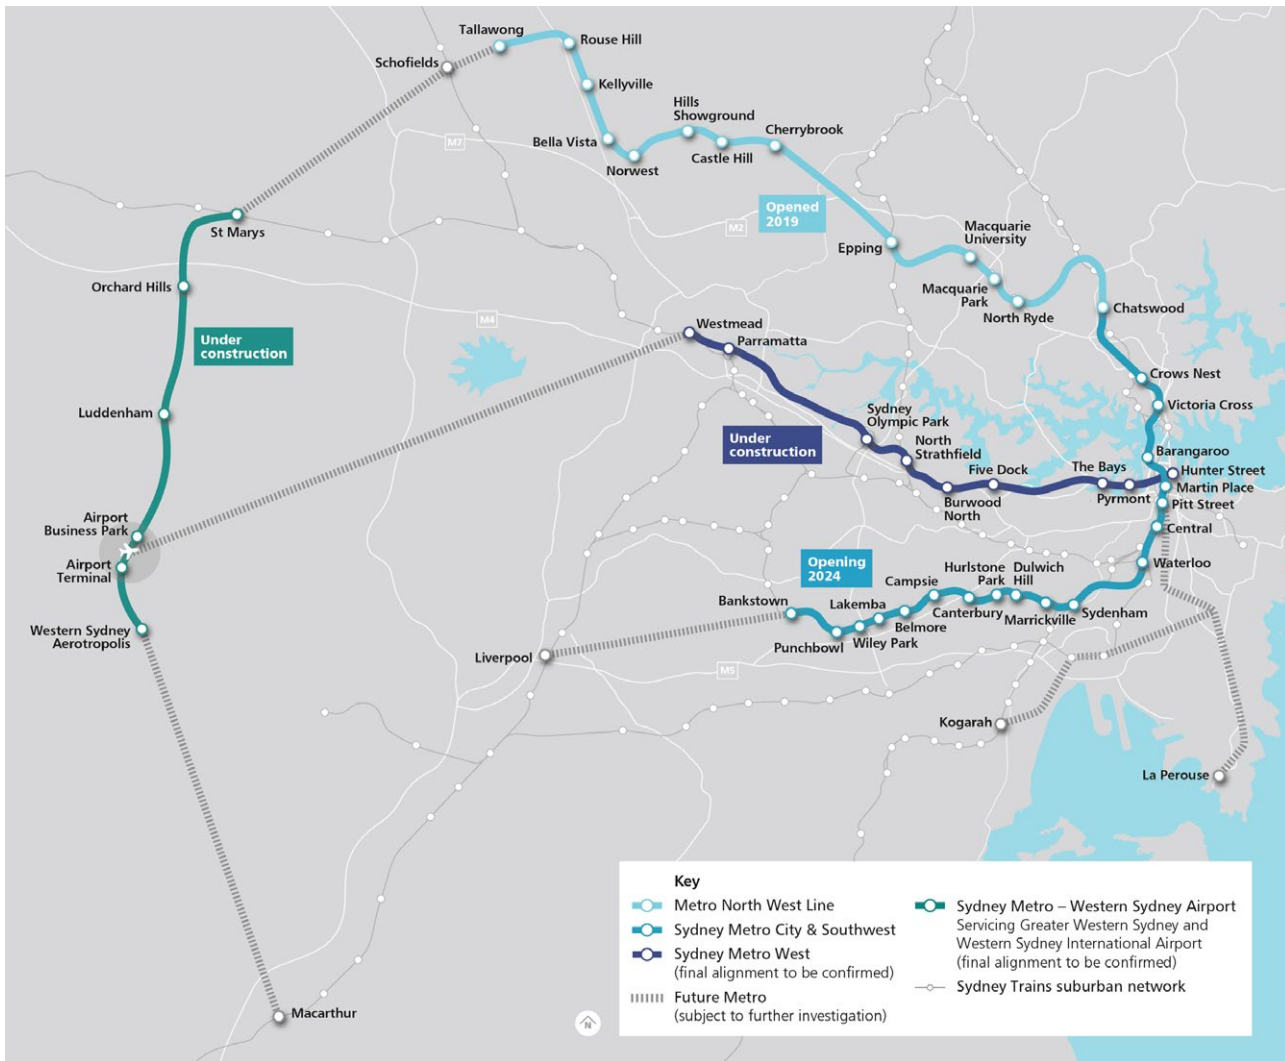 Tallawong
Rouse Hill
Schofields
Kellyville
Hills
Showground
Cherrybrook
M7
Bella Vista
Castle Hill
Norwest
Opened
2019
St Marys
M2
Macquarie
University
Epping
Orchard Hills
Macquarie
Park
North Ryde
Chatswood
Under
construction
M4
Westmead
Parramatta
Crows Nest
Luddenham
Sydney
Olympic Park
Victoria Cross
Under
construction
North
Strathfield
Barangaroo
Five Dock
The Bays
Hunter Street
Martin Place
Burwood
North
Pyrmont
Pitt Street
Airport
Business Park
Central
Airport
Terminal
Opening
2024
Waterloo
Campsie
Hurlstone
Park
Dulwich
Hill
Bankstown
Lakemba
Canterbury
Sydenham
Belmore
Marrickville
Western Sydney
Aerotropolis
Punchbowl
Wiley Park
Liverpool
M5
Kogarah
La Perouse
Macarthur
N
Key
Metro North West Line
Sydney Metro City & Southwest
Sydney Metro West
(final alignment to be confirmed)
Future Metro
(subject to further investigation)
Sydney Metro – Western Sydney Airport
Servicing Greater Western Sydney and
Western Sydney International Airport
(final alignment to be confirmed)
Sydney Trains suburban network